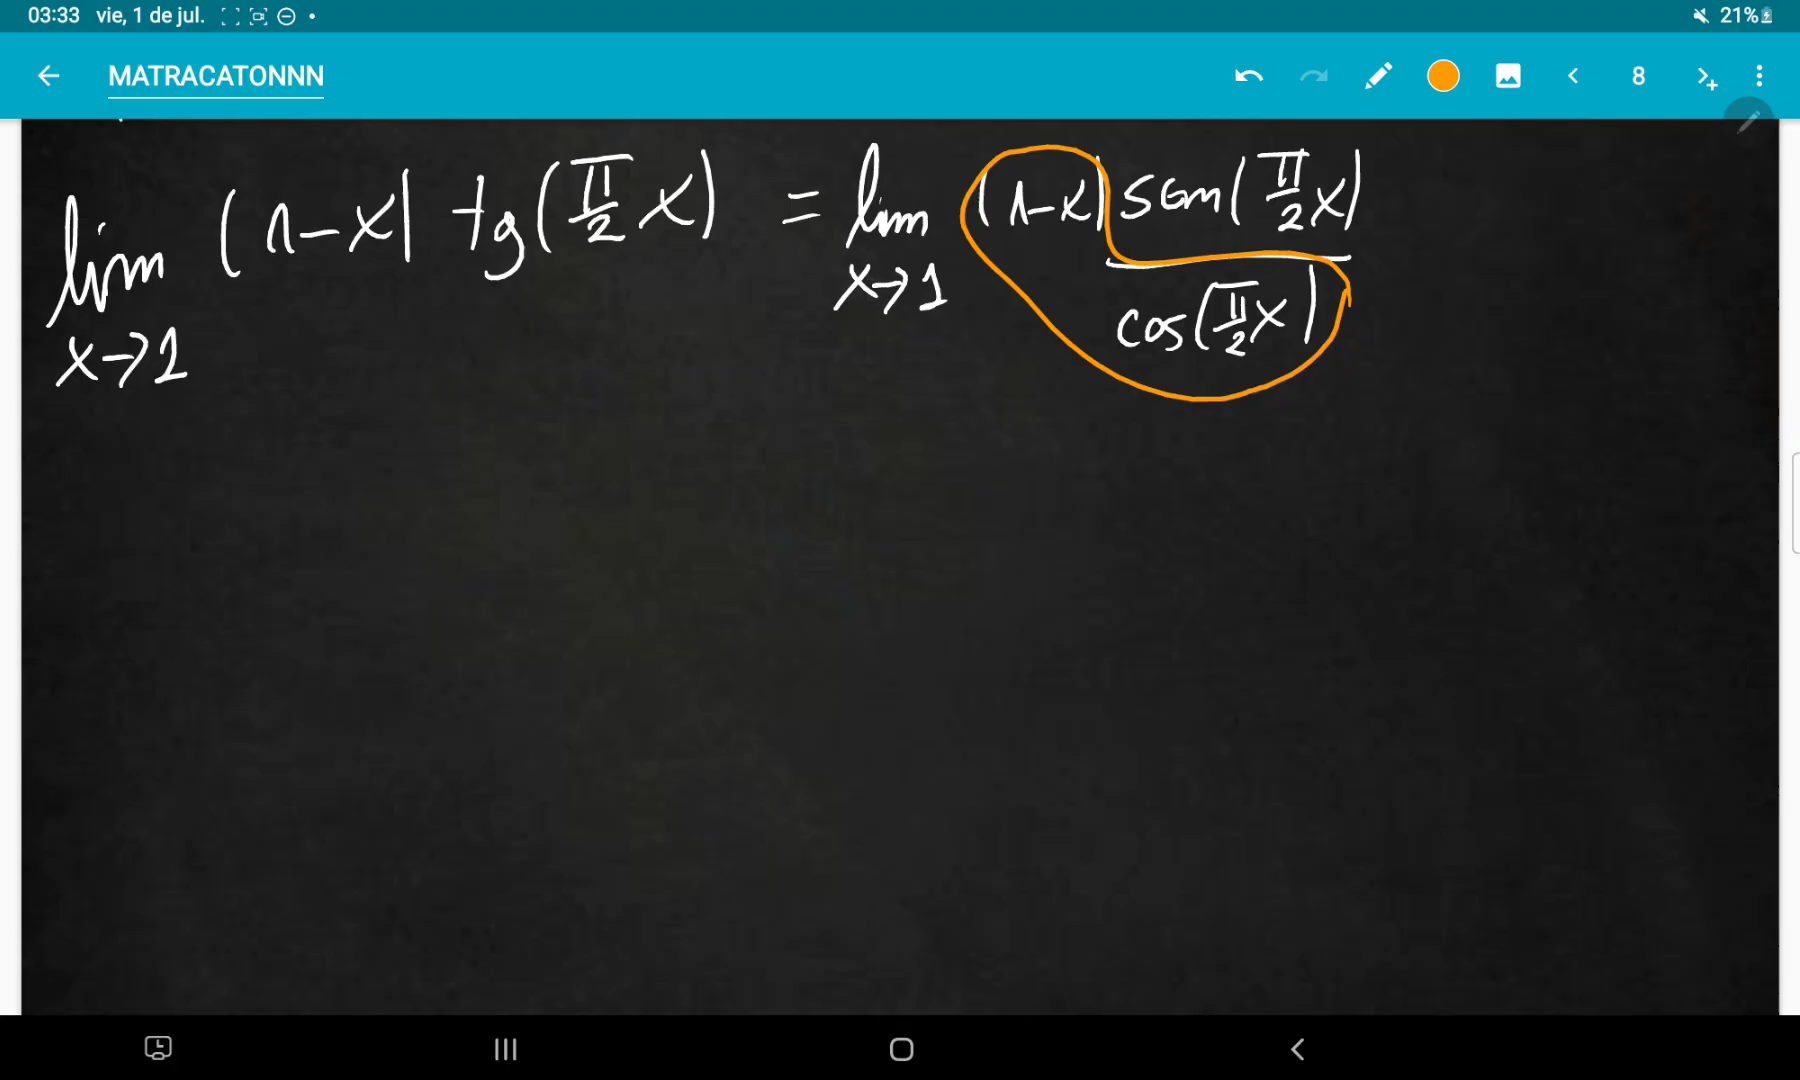 03:33 vie, 1 de jul. 21%
MATRACATONNN 8
lim x→1 (1-x) tg(π/2 x) = lim x→1 (1-x) sen(π/2 x) / cos(π/2 x)